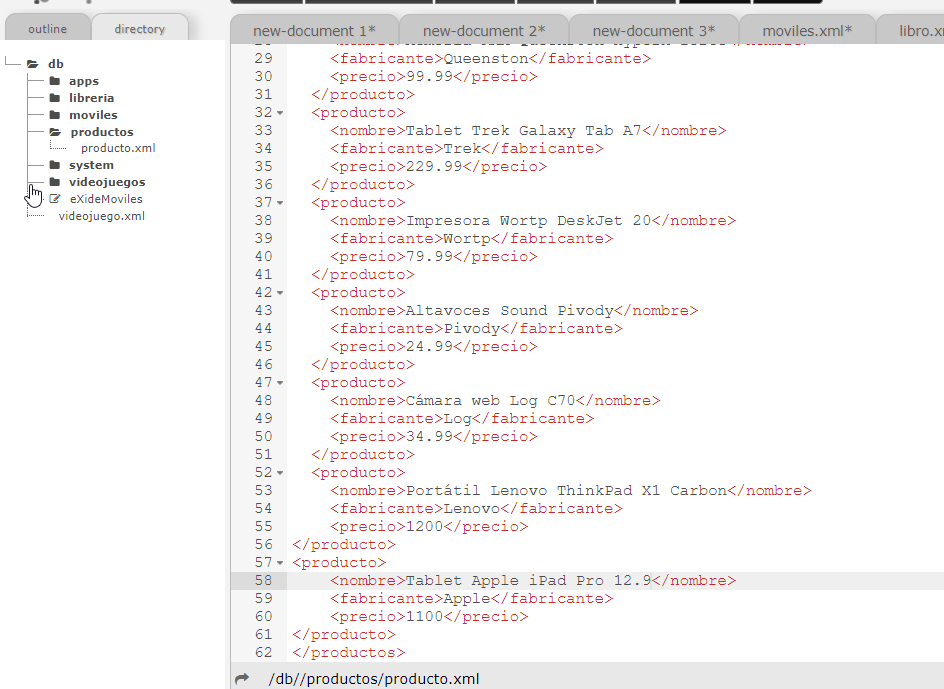 outline
directory
new-document 1*
new-document 2*
new-document 3*
moviles.xml*
libro.xm
db
apps
libreria
moviles
productos
producto.xml
system
videojuegos
eXideMoviles
videojuego.xml
29 <fabricante>Queenston</fabricante>
30 <precio>99.99</precio>
31 </producto>
32 <producto>
33 <nombre>Tablet Trek Galaxy Tab A7</nombre>
34 <fabricante>Trek</fabricante>
35 <precio>229.99</precio>
36 </producto>
37 <producto>
38 <nombre>Impresora Wortp DeskJet 20</nombre>
39 <fabricante>Wortp</fabricante>
40 <precio>79.99</precio>
41 </producto>
42 <producto>
43 <nombre>Altavoces Sound Pivody</nombre>
44 <fabricante>Pivody</fabricante>
45 <precio>24.99</precio>
46 </producto>
47 <producto>
48 <nombre>Cámara web Log C70</nombre>
49 <fabricante>Log</fabricante>
50 <precio>34.99</precio>
51 </producto>
52 <producto>
53 <nombre>Portátil Lenovo ThinkPad X1 Carbon</nombre>
54 <fabricante>Lenovo</fabricante>
55 <precio>1200</precio>
56 </producto>
57 <producto>
58 <nombre>Tablet Apple iPad Pro 12.9</nombre>
59 <fabricante>Apple</fabricante>
60 <precio>1100</precio>
61 </producto>
62 </productos>
/db//productos/producto.xml